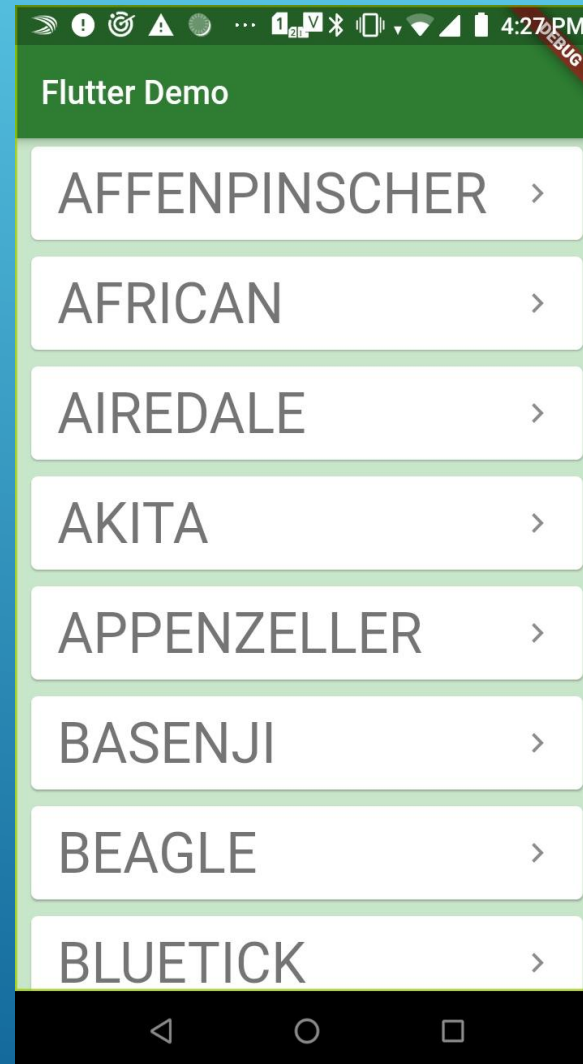 4:27 PM
DEBUG
Flutter Demo
AFFENPINSCHER
AFRICAN
AIREDALE
AKITA
APPENZELLER
BASENJI
BEAGLE
BLUETICK